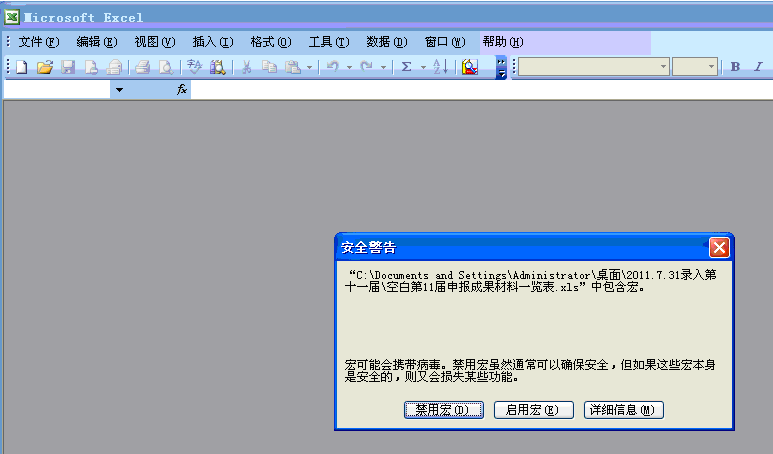 Microsoft Excel
文件(F) 编辑(E) 视图(V) 插入(I) 格式(O) 工具(T) 数据(D) 窗口(W) 帮助(H)
Σ B I
fx
安全警告
“C:\Documents and Settings\Administrator\桌面\2011.7.31录入第
十一届\空白第11届申报成果材料一览表.xls”中包含宏。
宏可能会携带病毒。禁用宏虽然通常可以确保安全，但如果这些宏本身
是安全的，则又会损失某些功能。
禁用宏(D) 启用宏(E) 详细信息(M)